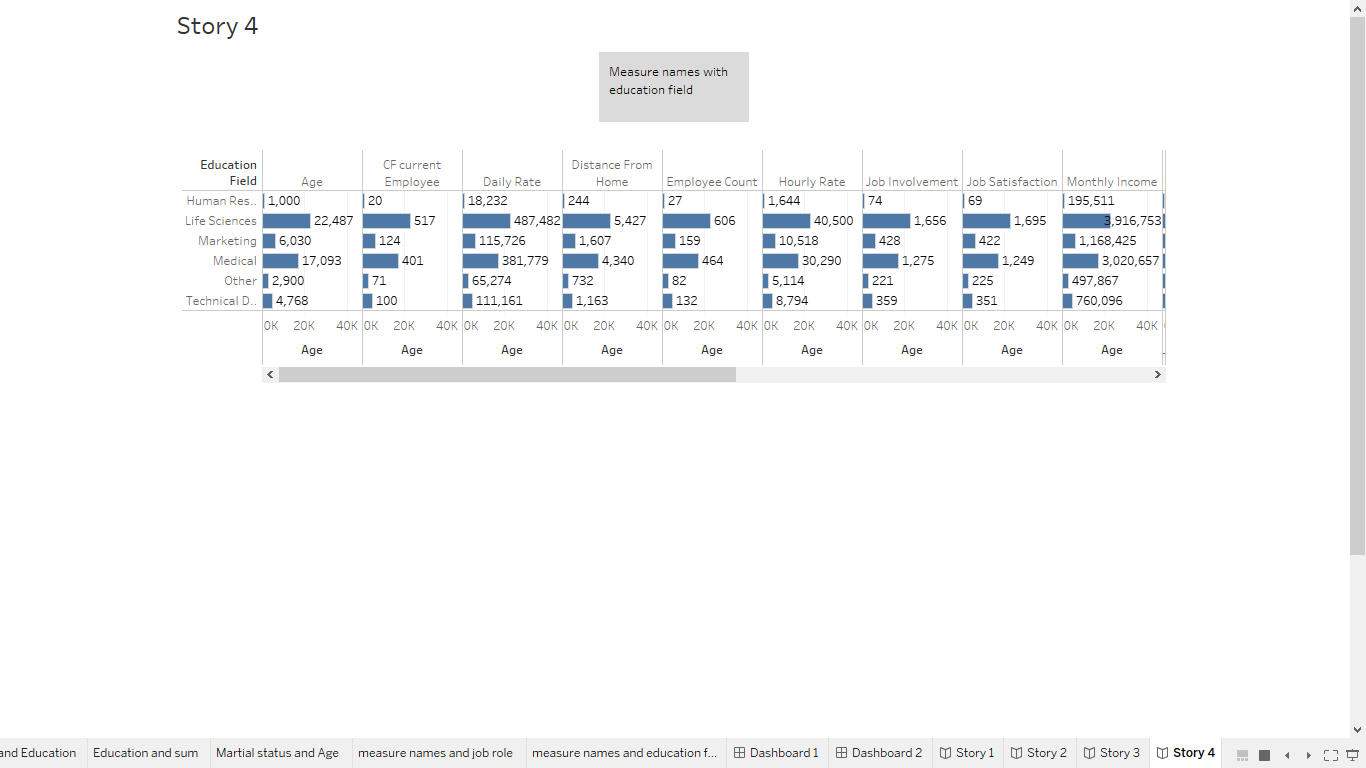 Story 4
Measure names with
education field
Education
Field
Age
CF current
Employee
Daily Rate
Distance From
Home
Employee Count
Hourly Rate
Job Involvement
Job Satisfaction
Monthly Income
Human Res.. 1,000 20 18,232 244 27 1,644 74 69 195,511
Life Sciences 22,487 517 487,482 5,427 606 40,500 1,656 1,695 3,916,753
Marketing 6,030 124 115,726 1,607 159 10,518 428 422 1,168,425
Medical 17,093 401 381,779 4,340 464 30,290 1,275 1,249 3,020,657
Other 2,900 71 65,274 732 82 5,114 221 225 497,867
Technical D.. 4,768 100 111,161 1,163 132 8,794 359 351 760,096
0K 20K 40K 0K 20K 40K 0K 20K 40K 0K 20K 40K 0K 20K 40K 0K 20K 40K 0K 20K 40K 0K 20K 40K 0K 20K 40K
Age Age Age Age Age Age Age Age Age
and Education Education and sum Martial status and Age measure names and job role measure names and education f... Dashboard 1 Dashboard 2 Story 1 Story 2 Story 3 Story 4